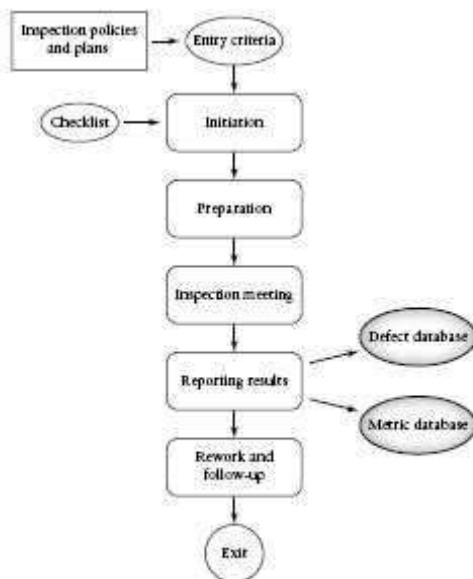 Inspection policies
and plans
Entry criteria
Checklist
Initiation
Preparation
Inspection meeting
Defect database
Reporting results
Metric database
Rework and
follow-up
Exit